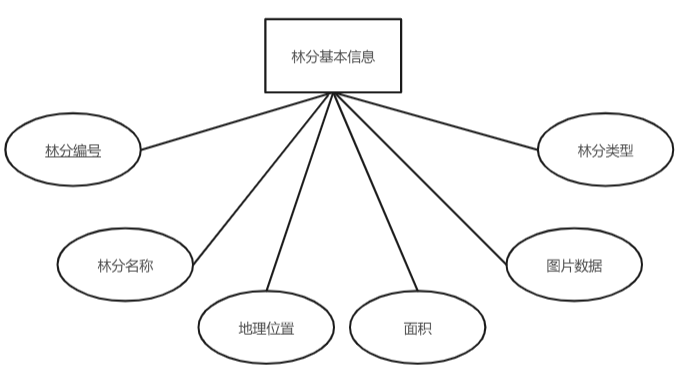 林分基本信息
林分编号
林分类型
林分名称
图片数据
地理位置
面积